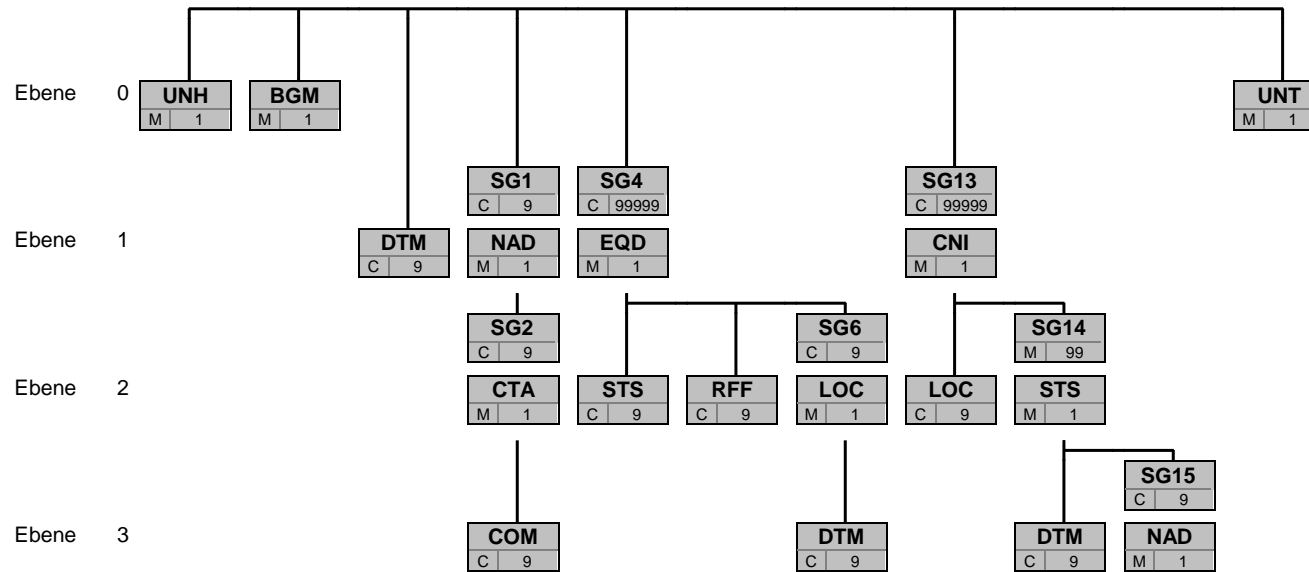 Ebene 0 UNH BGM UNT
M 1 M 1 M 1
SG1 SG4 SG13
C 9 C 99999 C 99999
Ebene 1 DTM NAD EQD CNI
C 9 M 1 M 1 M 1
SG2 SG6 SG14
C 9 C 9 M 99
Ebene 2 CTA STS RFF LOC LOC STS
M 1 C 9 C 9 M 1 C 9 M 1
SG15
C 9
Ebene 3 COM DTM DTM NAD
C 9 C 9 C 9 M 1